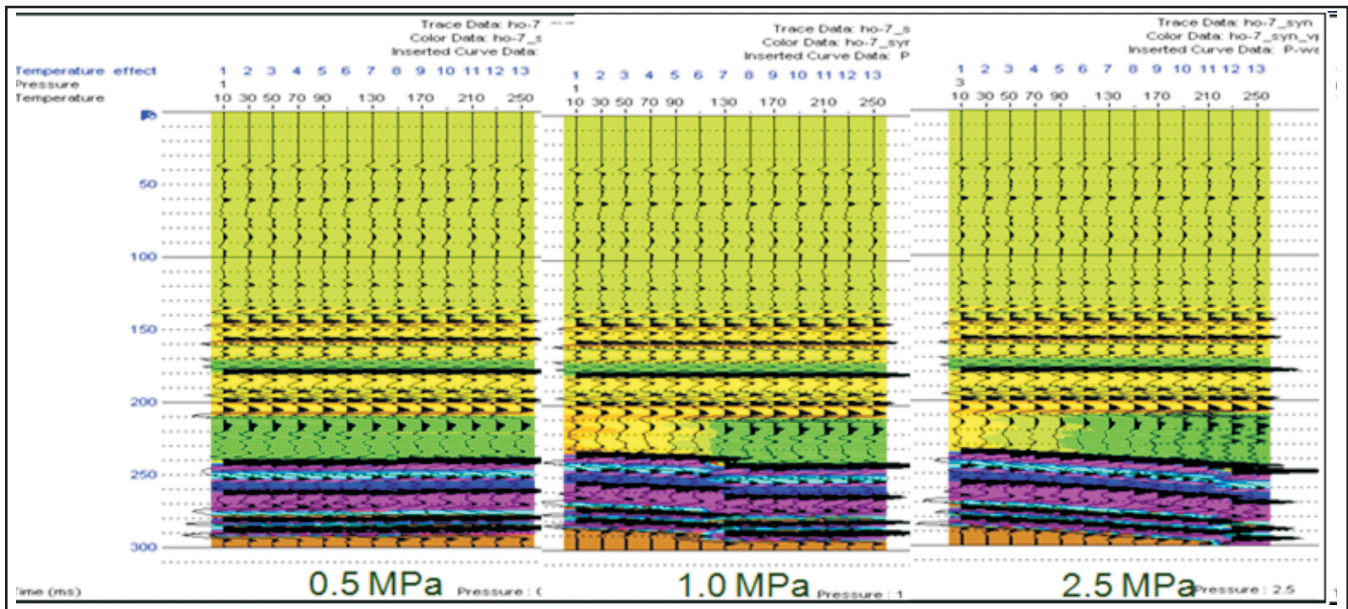 Trace Data: ho-7
Color Data: ho-7_s
Inserted Curve Data:
Temperature effect 1 2 3 4 5 6 7 8 9 10 11 12 13
Pressure 1
Temperature 10 30 50 70 90 130 170 210 250
Trace Data: ho-7_s
Color Data: ho-7_syr
Inserted Curve Data: P
1 2 3 4 5 6 7 8 9 10 11 12 13
1
10 30 50 70 90 130 170 210 250
Trace Data: ho-7_syn
Color Data: ho-7_syn_vp
Inserted Curve Data: P-wa
1 2 3 4 5 6 7 8 9 10 11 12 13
3
10 30 50 70 90 130 170 210 250
50
100
150
200
250
300
Time (ms)
0.5 MPa
Pressure : 0
1.0 MPa
Pressure : 1
2.5 MPa
Pressure : 2.5